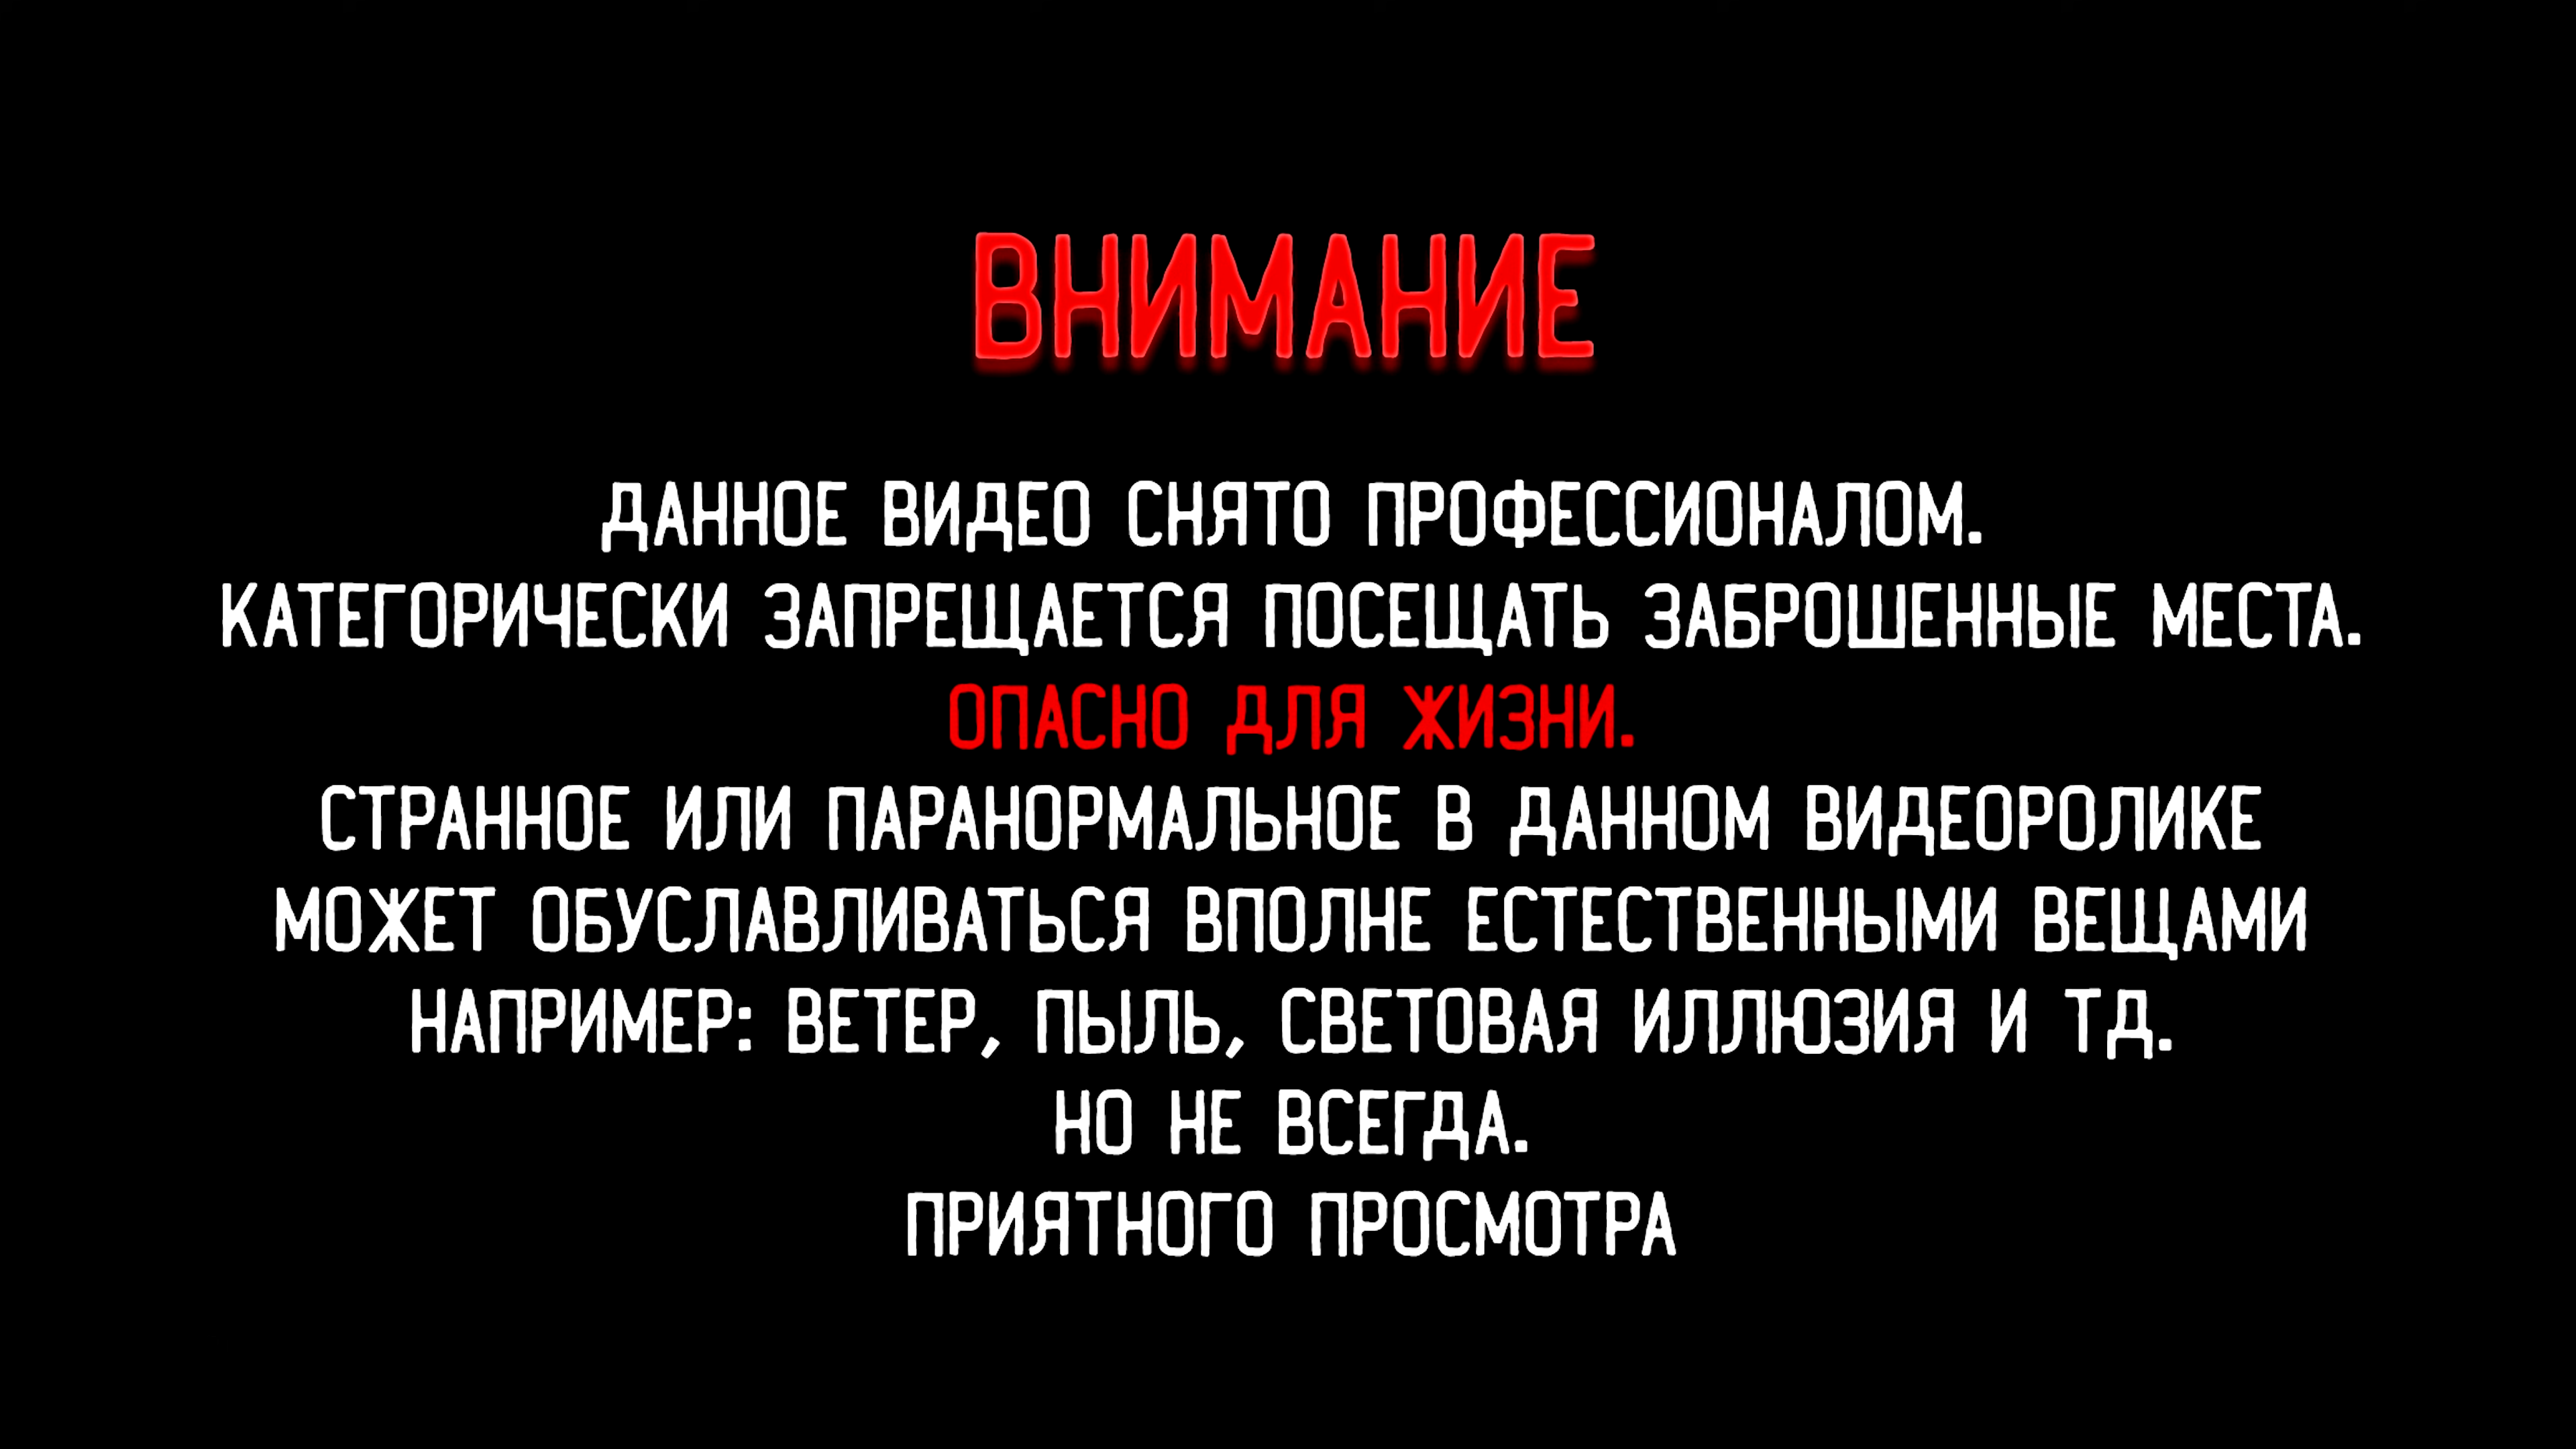 ВНИМАНИЕ
ДАННОЕ ВИДЕО СНЯТО ПРОФЕССИОНАЛОМ.
КАТЕГОРИЧЕСКИ ЗАПРЕЩАЕТСЯ ПОСЕЩАТЬ ЗАБРОШЕННЫЕ МЕСТА.
ОПАСНО ДЛЯ ЖИЗНИ.
СТРАННОЕ ИЛИ ПАРАНОРМАЛЬНОЕ В ДАННОМ ВИДЕОРОЛИКЕ
МОЖЕТ ОБУСЛАВЛИВАТЬСЯ ВПОЛНЕ ЕСТЕСТВЕННЫМИ ВЕЩАМИ
НАПРИМЕР: ВЕТЕР, ПЫЛЬ, СВЕТОВАЯ ИЛЛЮЗИЯ И ТД.
НО НЕ ВСЕГДА.
ПРИЯТНОГО ПРОСМОТРА